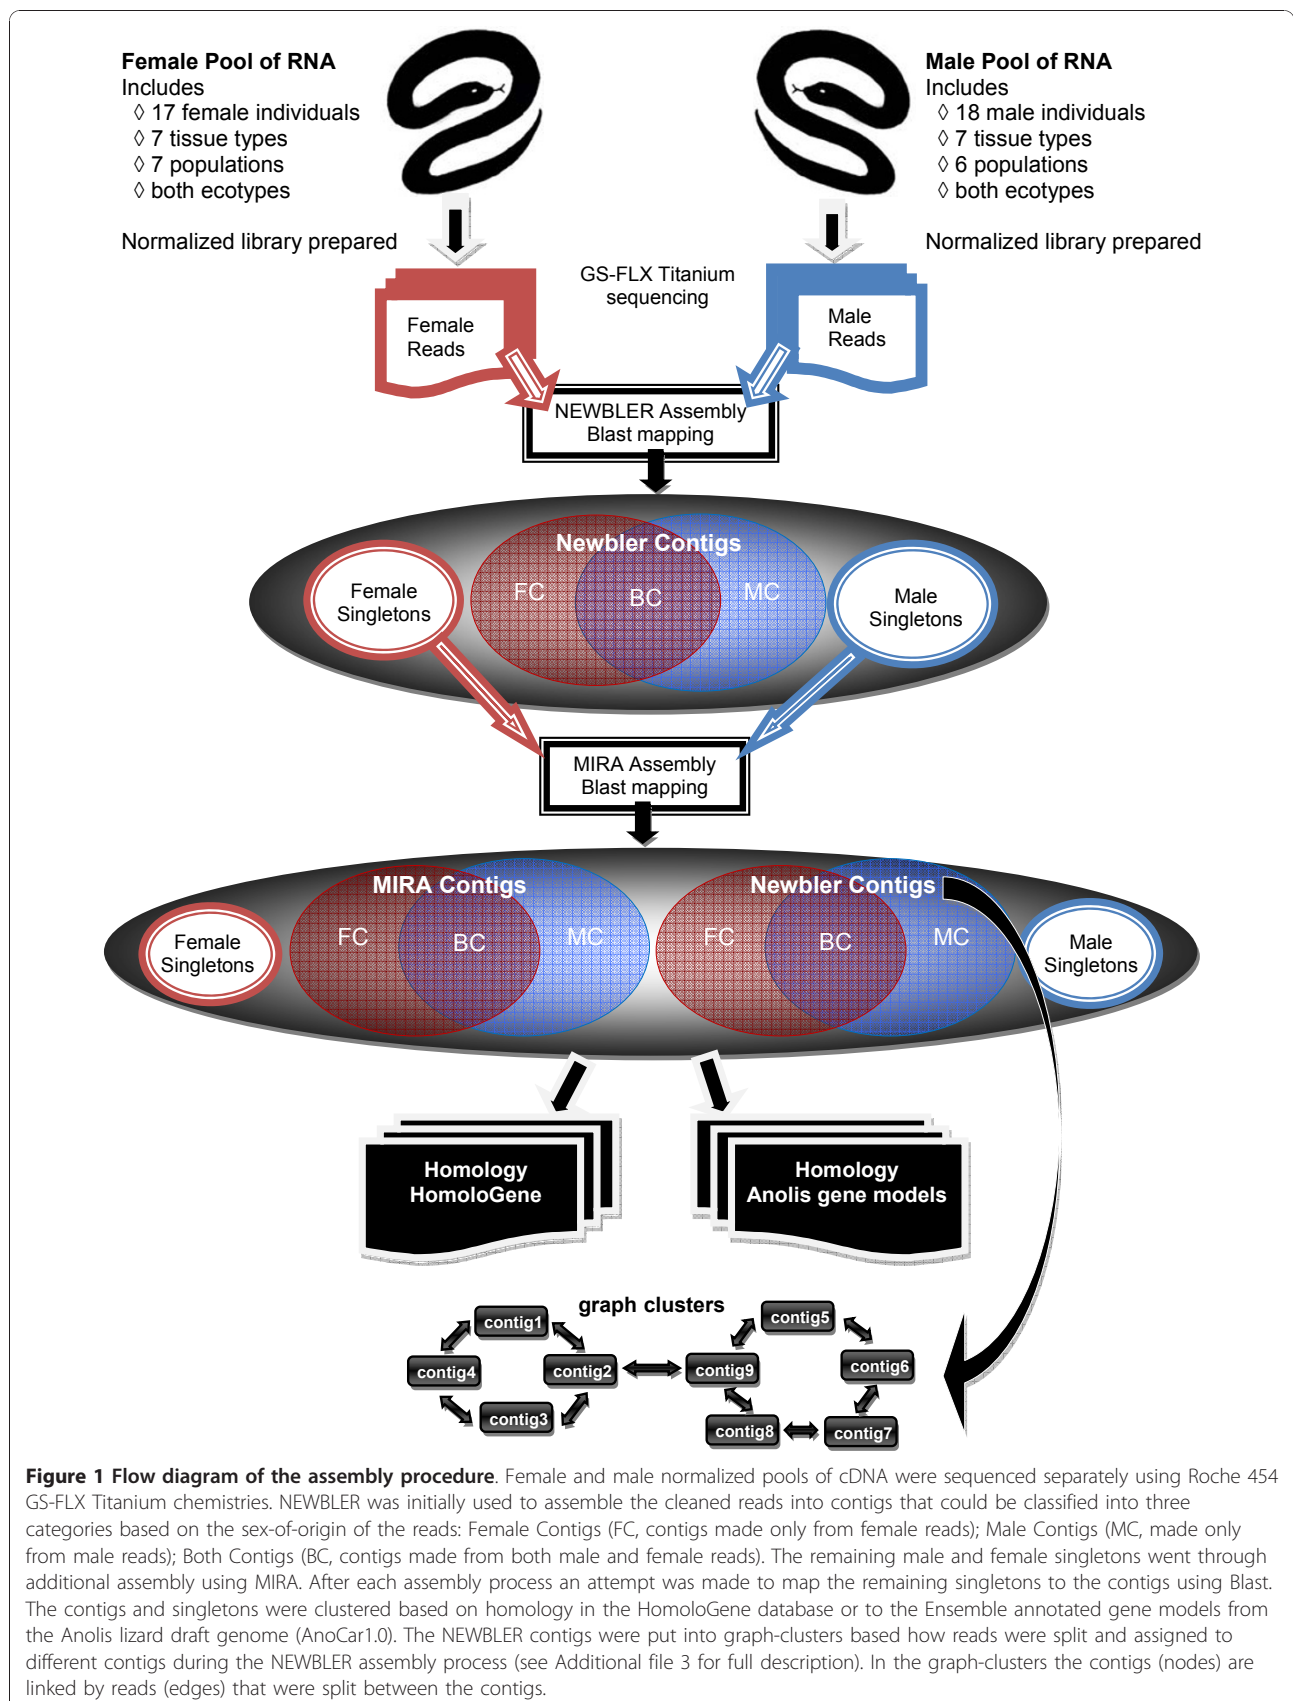 Female Pool of RNA
Includes
◊ 17 female individuals
◊ 7 tissue types
◊ 7 populations
◊ both ecotypes
Normalized library prepared
Male Pool of RNA
Includes
◊ 18 male individuals
◊ 7 tissue types
◊ 6 populations
◊ both ecotypes
Normalized library prepared
GS-FLX Titanium
sequencing
Female
Reads
Male
Reads
NEWBLER Assembly
Blast mapping
Newbler Contigs
Female
Singletons
FC
BC
MC
Male
Singletons
MIRA Assembly
Blast mapping
MIRA Contigs
Newbler Contigs
Female
Singletons
FC
BC
MC
FC
BC
MC
Male
Singletons
Homology
HomoloGene
Homology
Anolis gene models
graph clusters
contig1
contig5
contig4
contig2
contig9
contig6
contig3
contig8
contig7
Figure 1 Flow diagram of the assembly procedure. Female and male normalized pools of cDNA were sequenced separately using Roche 454
GS-FLX Titanium chemistries. NEWBLER was initially used to assemble the cleaned reads into contigs that could be classified into three
categories based on the sex-of-origin of the reads: Female Contigs (FC, contigs made only from female reads); Male Contigs (MC, made only
from male reads); Both Contigs (BC, contigs made from both male and female reads). The remaining male and female singletons went through
additional assembly using MIRA. After each assembly process an attempt was made to map the remaining singletons to the contigs using Blast.
The contigs and singletons were clustered based on homology in the HomoloGene database or to the Ensemble annotated gene models from
the Anolis lizard draft genome (AnoCar1.0). The NEWBLER contigs were put into graph-clusters based how reads were split and assigned to
different contigs during the NEWBLER assembly process (see Additional file 3 for full description). In the graph-clusters the contigs (nodes) are
linked by reads (edges) that were split between the contigs.